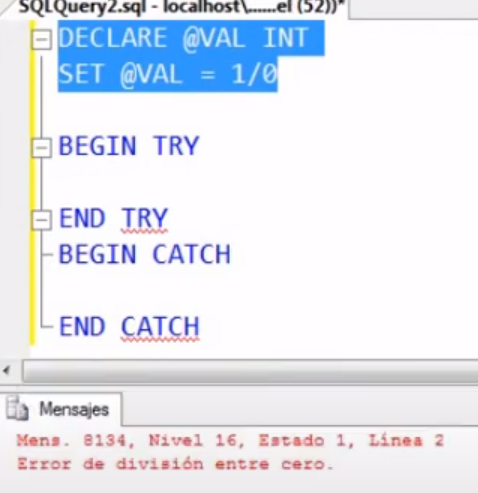 SQLQuery2.sql - localhost\......el (52))*
DECLARE @VAL INT
SET @VAL = 1/0
BEGIN TRY
END TRY
BEGIN CATCH
END CATCH
Mensajes
Mens. 8134, Nivel 16, Estado 1, Línea 2
Error de división entre cero.